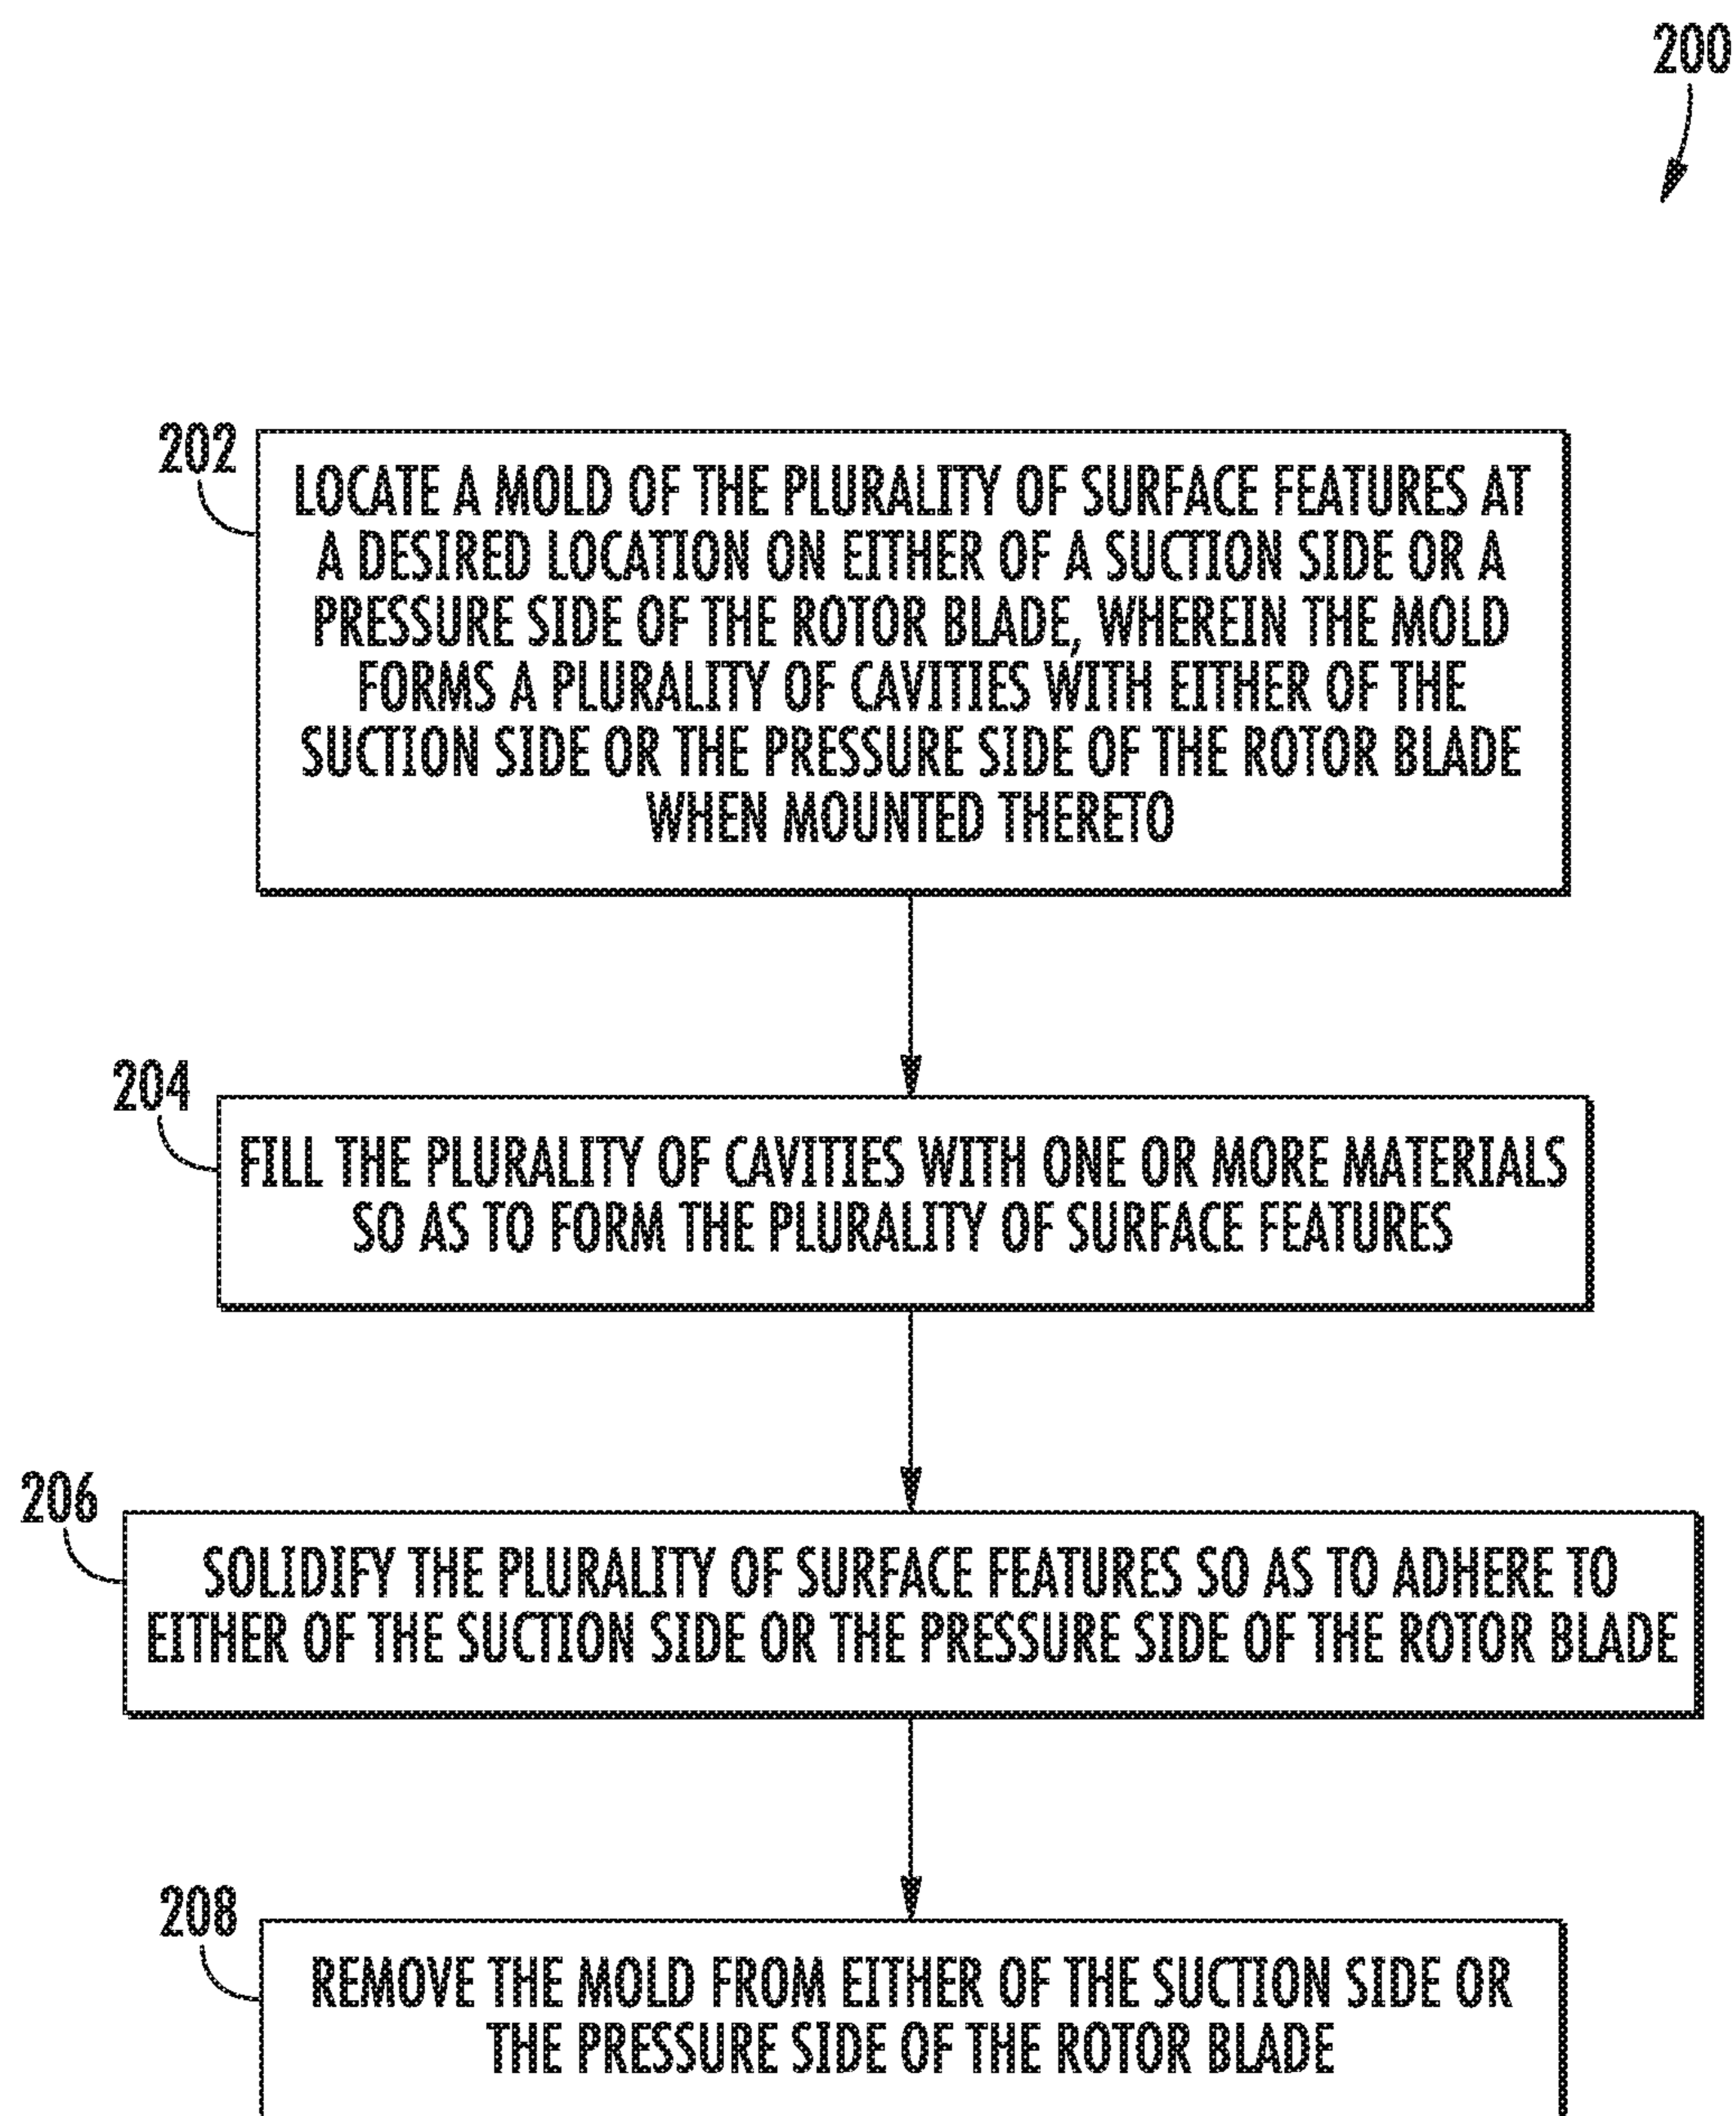 200
202
LOCATE A MOLD OF THE PLURALITY OF SURFACE FEATURES AT
A DESIRED LOCATION ON EITHER OF A SUCTION SIDE OR A
PRESSURE SIDE OF THE ROTOR BLADE, WHEREIN THE MOLD
FORMS A PLURALITY OF CAVITIES WITH EITHER OF THE
SUCTION SIDE OR THE PRESSURE SIDE OF THE ROTOR BLADE
WHEN MOUNTED THERETO
204
FILL THE PLURALITY OF CAVITIES WITH ONE OR MORE MATERIALS
SO AS TO FORM THE PLURALITY OF SURFACE FEATURES
206
SOLIDIFY THE PLURALITY OF SURFACE FEATURES SO AS TO ADHERE TO
EITHER OF THE SUCTION SIDE OR THE PRESSURE SIDE OF THE ROTOR BLADE
208
REMOVE THE MOLD FROM EITHER OF THE SUCTION SIDE OR
THE PRESSURE SIDE OF THE ROTOR BLADE